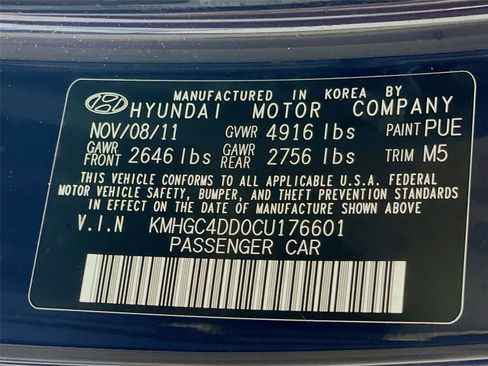 MANUFACTURED IN KOREA BY
HYUNDAI MOTOR COMPANY
NOV/08/11 GVWR 4916 lbs PAINT PUE
GAWR FRONT 2646 lbs GAWR REAR 2756 lbs TRIM M5
THIS VEHICLE CONFORMS TO ALL APPLICABLE U.S.A. FEDERAL
MOTOR VEHICLE SAFETY, BUMPER, AND THEFT PREVENTION STANDARDS
IN EFFECT ON THE DATE OF MANUFACTURE SHOWN ABOVE
V.I.N KMHGC4DD0CU176601
PASSENGER CAR